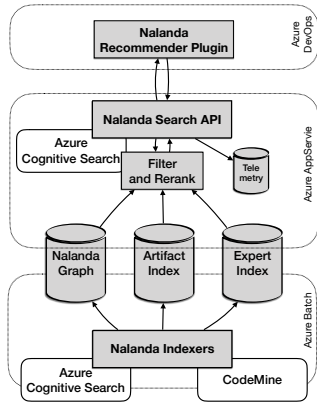 Nalanda
Recommender Plugin
Azure
DevOps
Nalanda Search API
Azure
Cognitive Search
Filter
and Rerank
Tele
metry
Azure AppServie
Nalanda
Graph
Artifact
Index
Expert
Index
Nalanda Indexers
Azure
Cognitive Search
CodeMine
Azure Batch